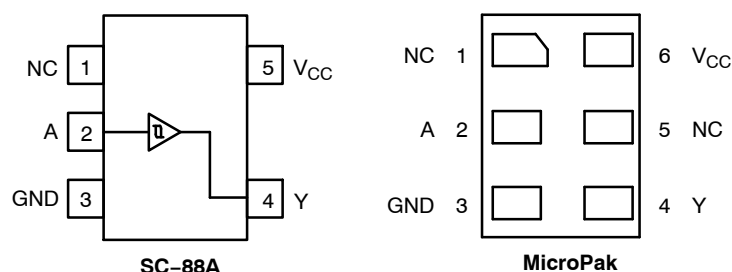 NC 1 5 VCC
A 2
GND 3 4 Y
SC-88A
NC 1 6 VCC
A 2 5 NC
GND 3 4 Y
MicroPak